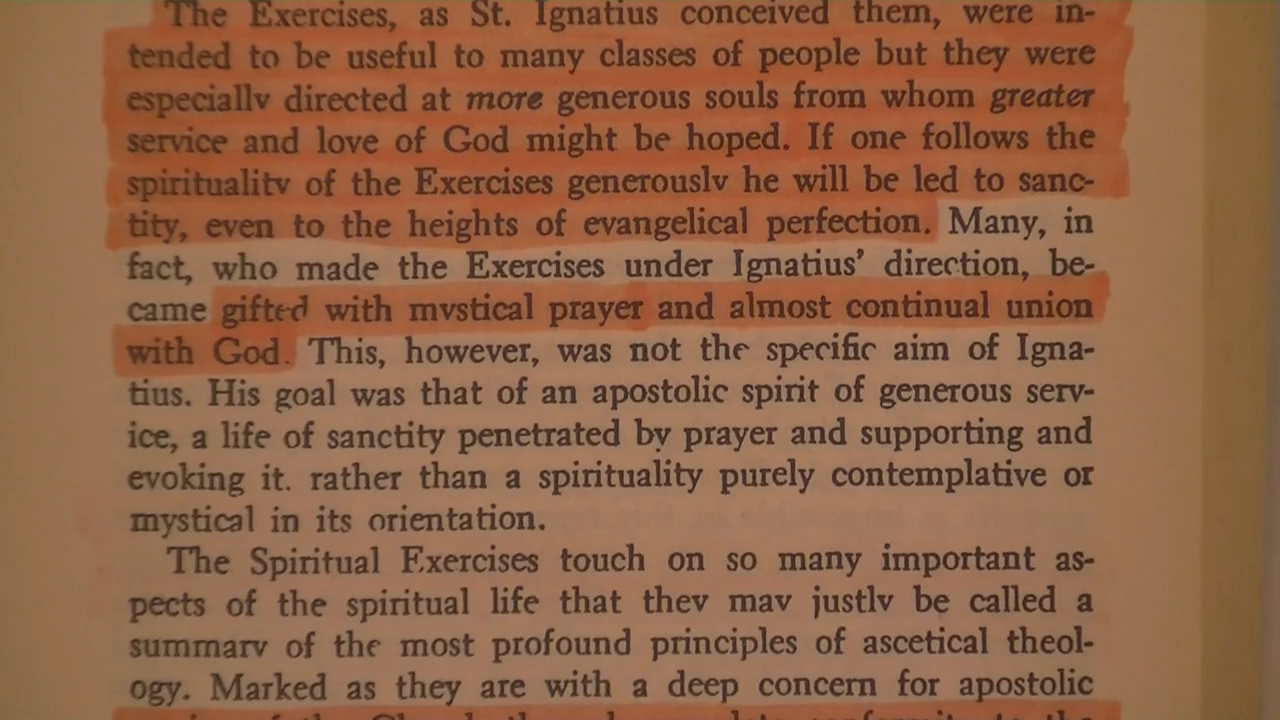 The Exercises, as St. Ignatius conceived them, were in-
tended to be useful to many classes of people but they were
especially directed at more generous souls from whom greater
service and love of God might be hoped. If one follows the
spirituality of the Exercises generously he will be led to sanc-
tity, even to the heights of evangelical perfection. Many, in
fact, who made the Exercises under Ignatius' direction, be-
came gifted with mystical prayer and almost continual union
with God. This, however, was not the specific aim of Igna-
tius. His goal was that of an apostolic spirit of generous serv-
ice, a life of sanctity penetrated by prayer and supporting and
evoking it. rather than a spirituality purely contemplative or
mystical in its orientation.
The Spiritual Exercises touch on so many important as-
pects of the spiritual life that they may justly be called a
summary of the most profound principles of ascetical theol-
ogy. Marked as they are with a deep concern for apostolic